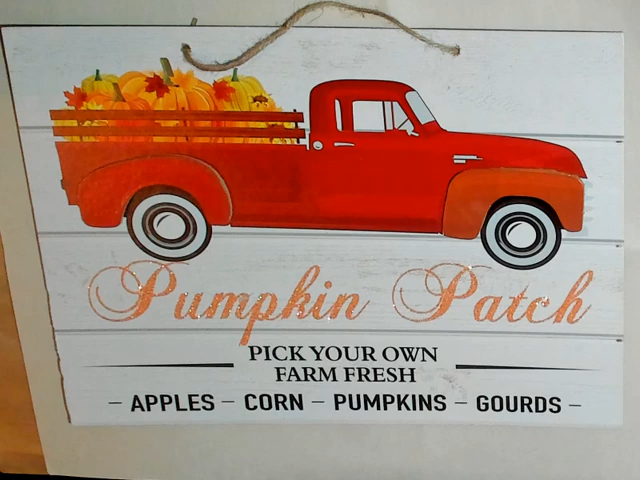 Pumpkin Patch
PICK YOUR OWN
FARM FRESH
– APPLES – CORN – PUMPKINS – GOURDS –